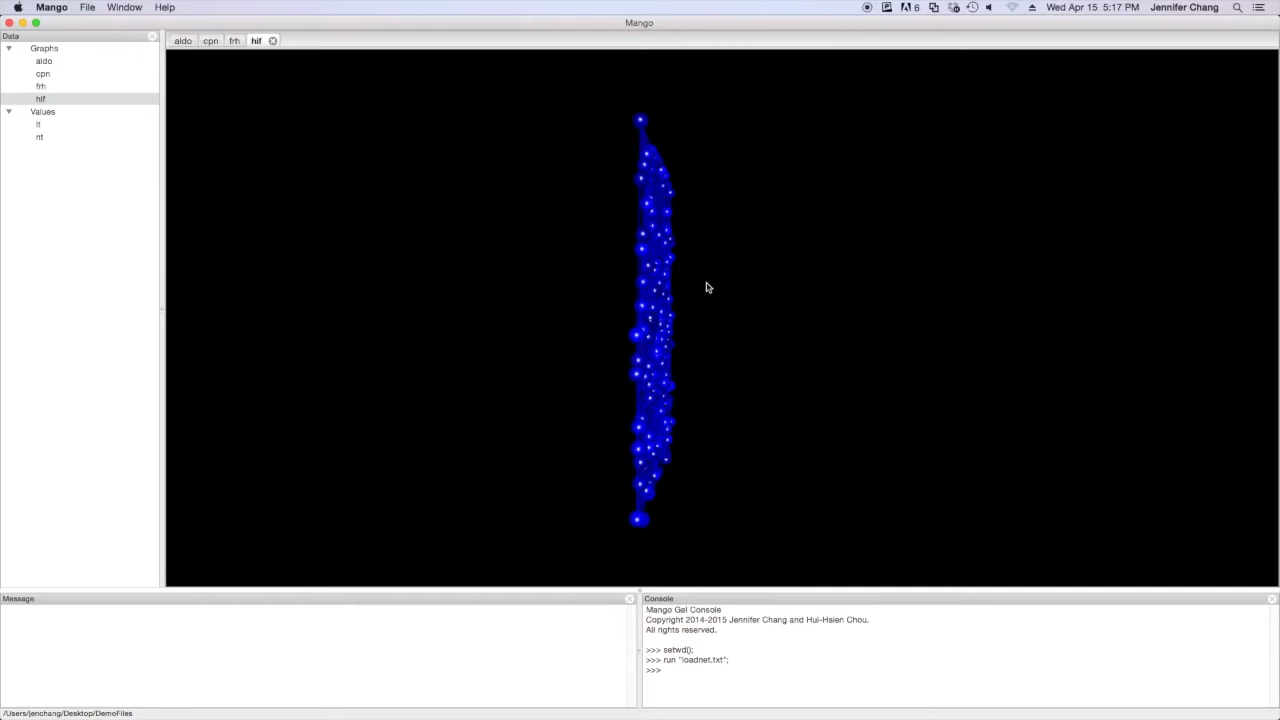 Mango File Window Help
6 Wed Apr 15 5:17 PM Jennifer Chang
Mango
Data
Graphs
aldo
cpn
frh
hif
Values
lt
nt
aldo cpn frh hif
Message
Console
Mango Gel Console
Copyright 2014-2015 Jennifer Chang and Hui-Hsien Chou.
All rights reserved.
>>> setwd();
>>> run "loadnet.txt";
>>>
/Users/jenchang/Desktop/DemoFiles